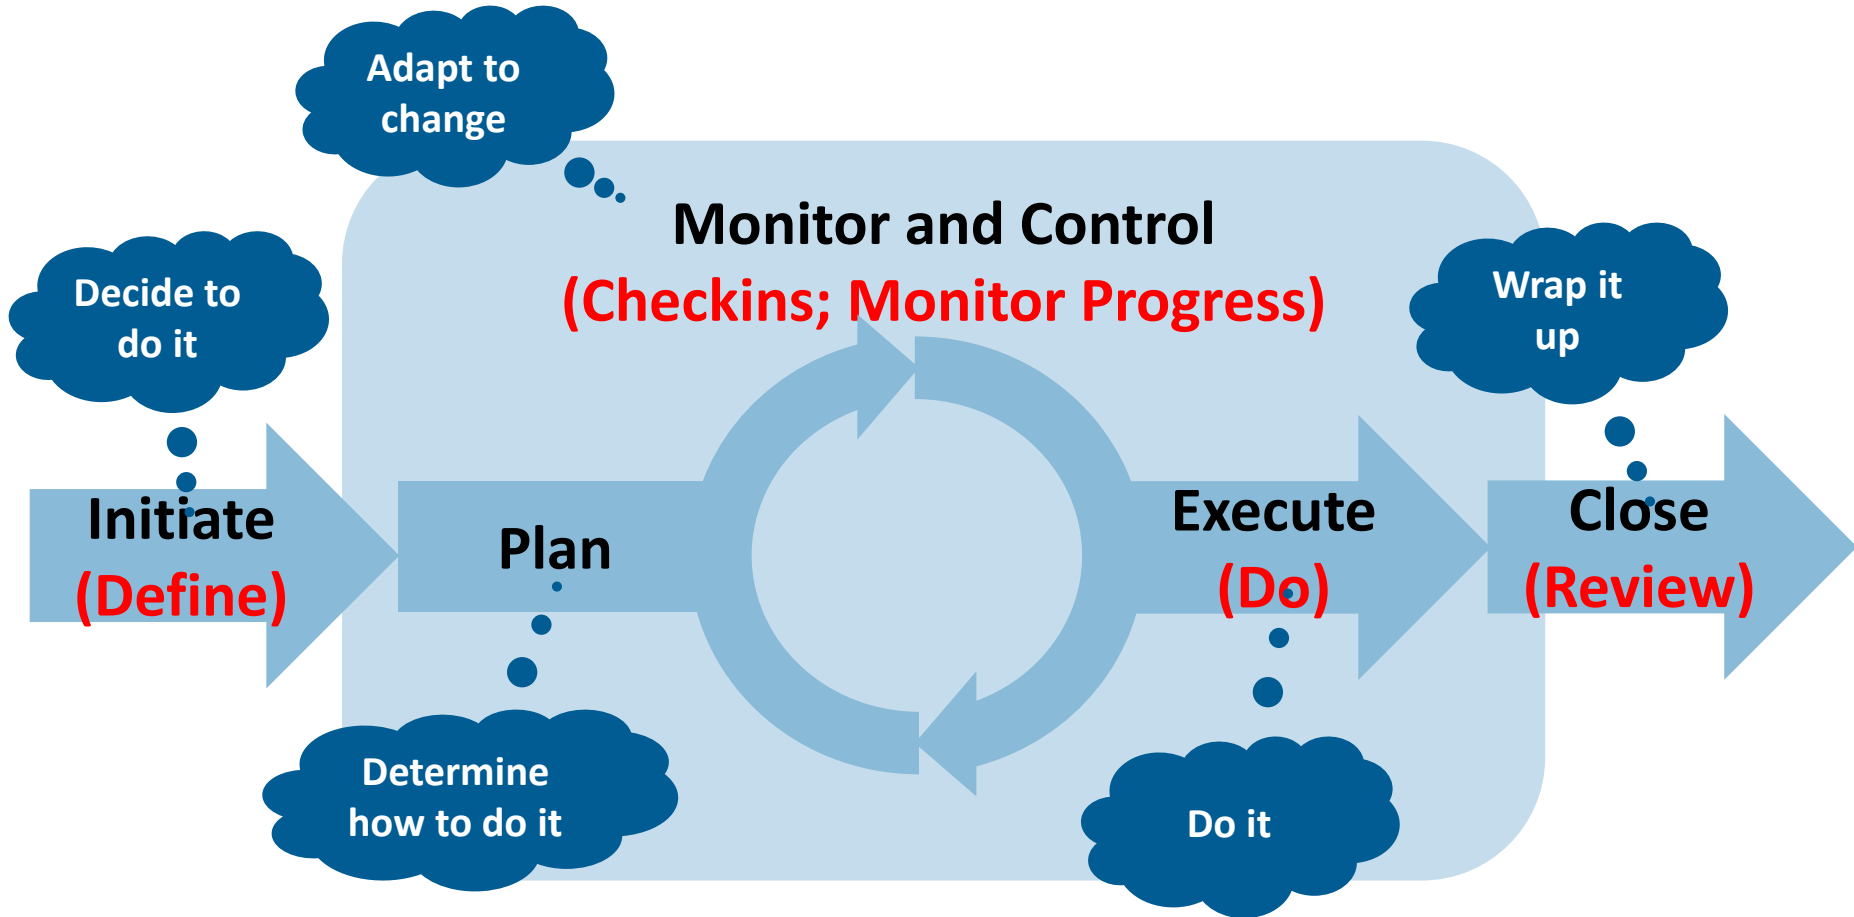 Adapt to
change
Monitor and Control
(Checkins; Monitor Progress)
Decide to
do it
Wrap it
up
Initiate
(Define)
Plan
Execute
(Do)
Close
(Review)
Determine
how to do it
Do it